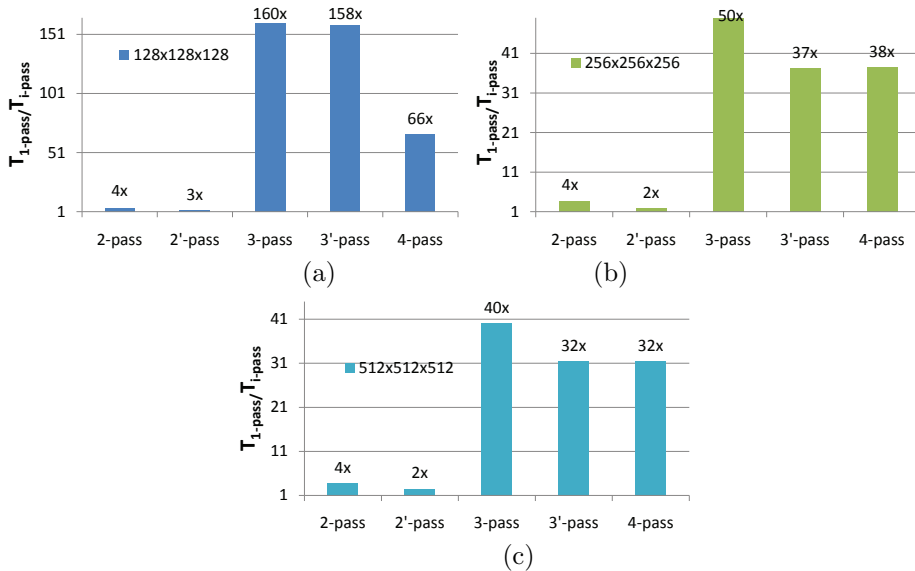 160x 158x
151
128x128x128
101
66x
51
4x
3x
1
T1-pass/Ti-pass
2-pass 2'-pass 3-pass 3'-pass 4-pass
(a)
50x
41
37x 38x
256x256x256
31
21
11
4x
2x
1
T1-pass/Ti-pass
2-pass 2'-pass 3-pass 3'-pass 4-pass
(b)
40x
41
32x 32x
512x512x512
31
21
11
4x
2x
1
T1-pass/Ti-pass
2-pass 2'-pass 3-pass 3'-pass 4-pass
(c)